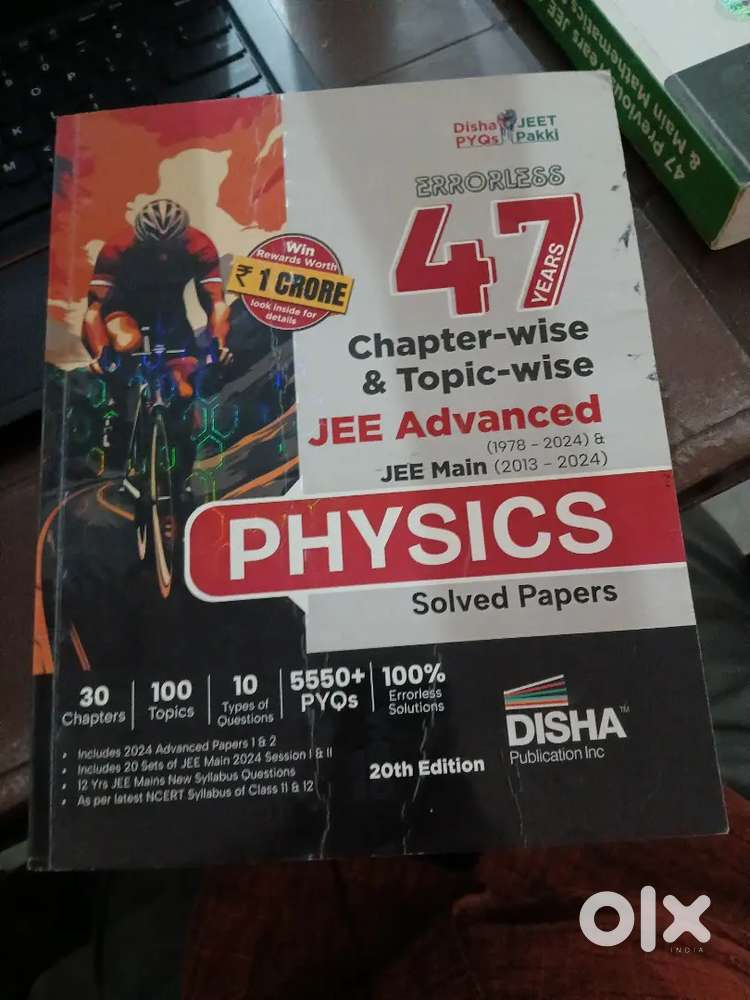 Disha JEET
PYQs Pakki
ERRORLESS
47
YEARS
Win
Rewards Worth
₹ 1 CRORE
look inside for
details
Chapter-wise
& Topic-wise
JEE Advanced
(1978 - 2024) &
JEE Main (2013 - 2024)
PHYSICS
Solved Papers
30
Chapters
100
Topics
10
Types of
Questions
5550+
PYQs
100%
Errorless
Solutions
• Includes 2024 Advanced Papers 1 & 2
• Includes 20 Sets of JEE Main 2024 Session I & II
• 12 Yrs JEE Mains New Syllabus Questions
• As per latest NCERT Syllabus of Class 11 & 12
20th Edition
DISHA™
Publication Inc
47 Previous Years JEE
& Main Mathematics
olx
INDIA